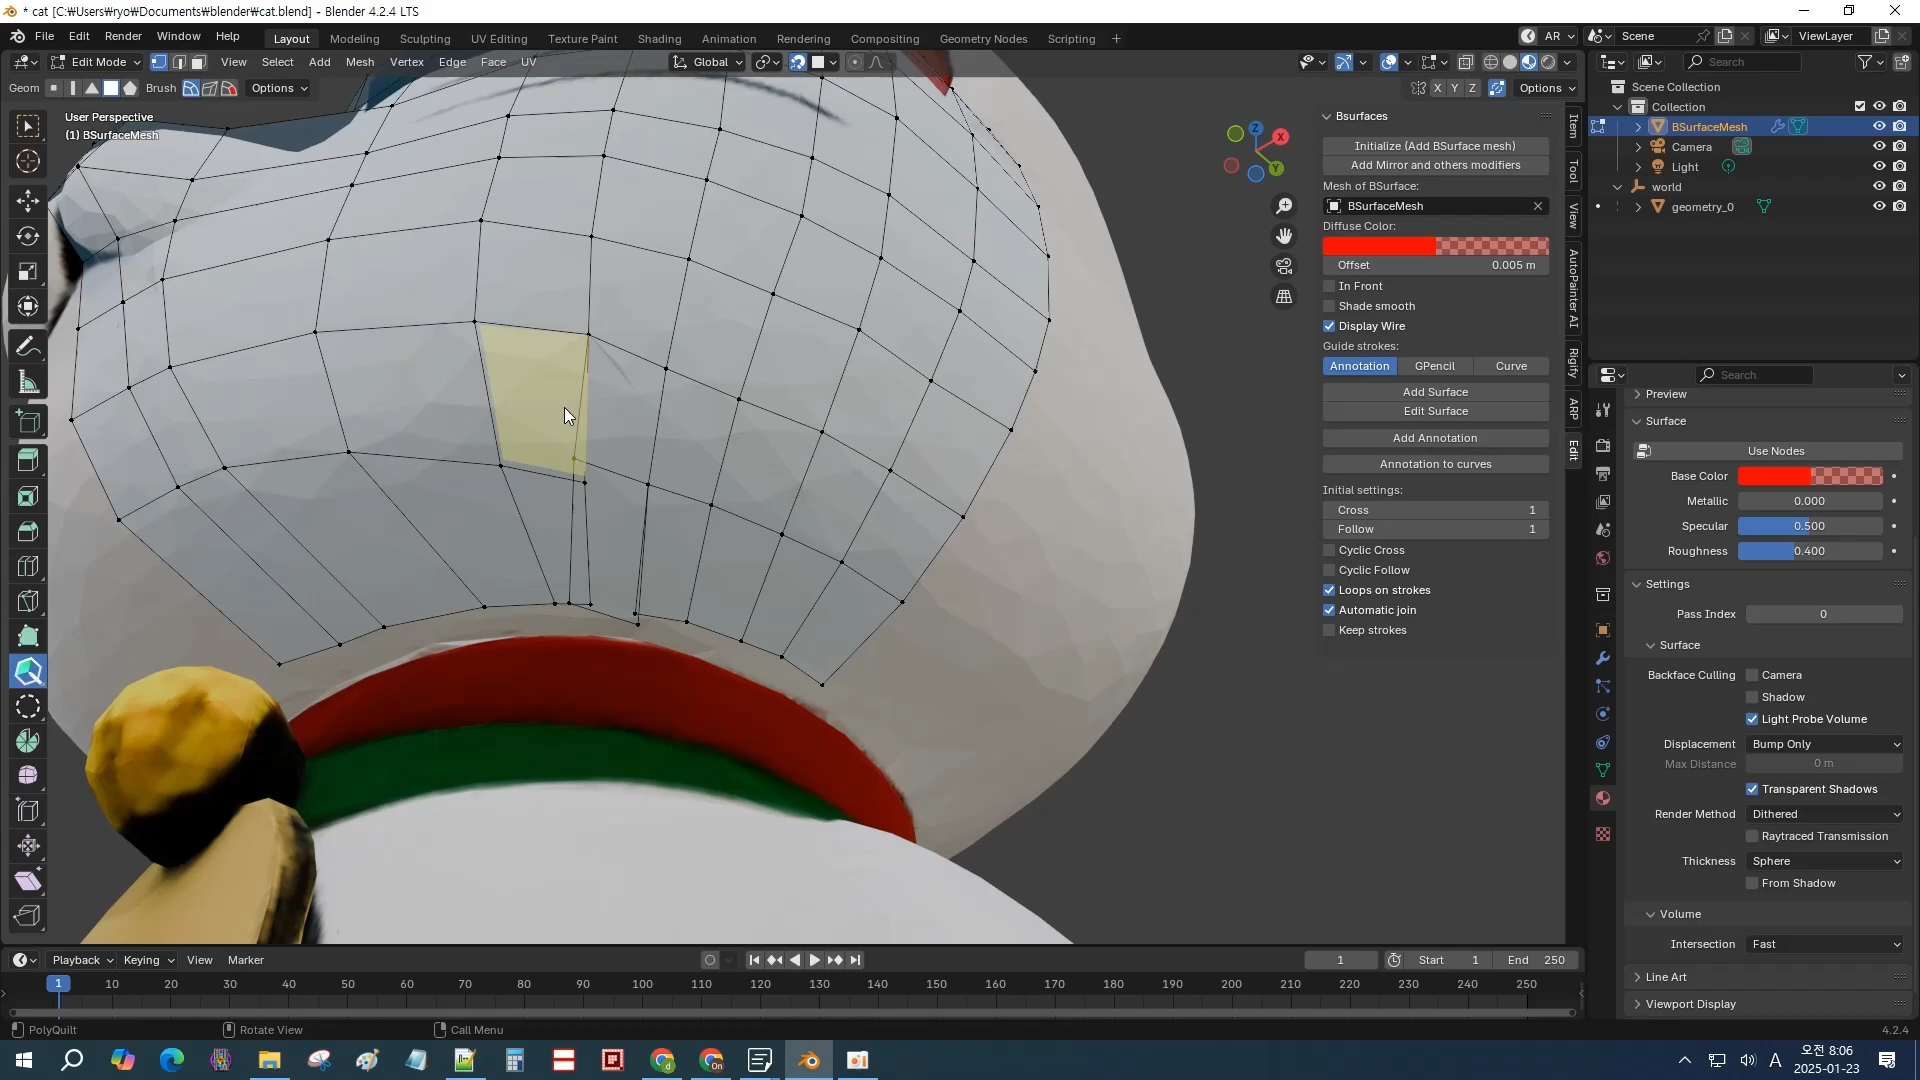 * cat [C:₩Users₩ryo₩Documents₩blender₩cat.blend] - Blender 4.2.4 LTS
File Edit Render Window Help
Layout Modeling Sculpting UV Editing Texture Paint Shading Animation Rendering Compositing Geometry Nodes Scripting +
AR Scene ViewLayer
Edit Mode View Select Add Mesh Vertex Edge Face UV
Global
Search
Geom Brush Options
X Y Z Options
User Perspective
(1) BSurfaceMesh
Z X Y
Scene Collection
Collection
BSurfaceMesh
Camera
Light
world
geometry_0
Bsurfaces
Initialize (Add BSurface mesh)
Add Mirror and others modifiers
Mesh of BSurface:
BSurfaceMesh
Diffuse Color:
Offset 0.005 m
In Front
Shade smooth
Display Wire
Guide strokes:
Annotation GPencil Curve
Add Surface
Edit Surface
Add Annotation
Annotation to curves
Initial settings:
Cross 1
Follow 1
Cyclic Cross
Cyclic Follow
Loops on strokes
Automatic join
Keep strokes
Item
Tool
View
AutoPainter AI
Rigify
ARP
Edit
Search
Preview
Surface
Use Nodes
Base Color
Metallic 0.000
Specular 0.500
Roughness 0.400
Settings
Pass Index 0
Surface
Backface Culling Camera
Shadow
Light Probe Volume
Displacement Bump Only
Max Distance 0 m
Transparent Shadows
Render Method Dithered
Raytraced Transmission
Thickness Sphere
From Shadow
Volume
Intersection Fast
Line Art
Viewport Display
Playback Keying View Marker
1 Start 1 End 250
1 10 20 30 40 50 60 70 80 90 100 110 120 130 140 150 160 170 180 190 200 210 220 230 240 250
PolyQuilt Rotate View Call Menu
4.2.4
d On A
오전 8:06
2025-01-23